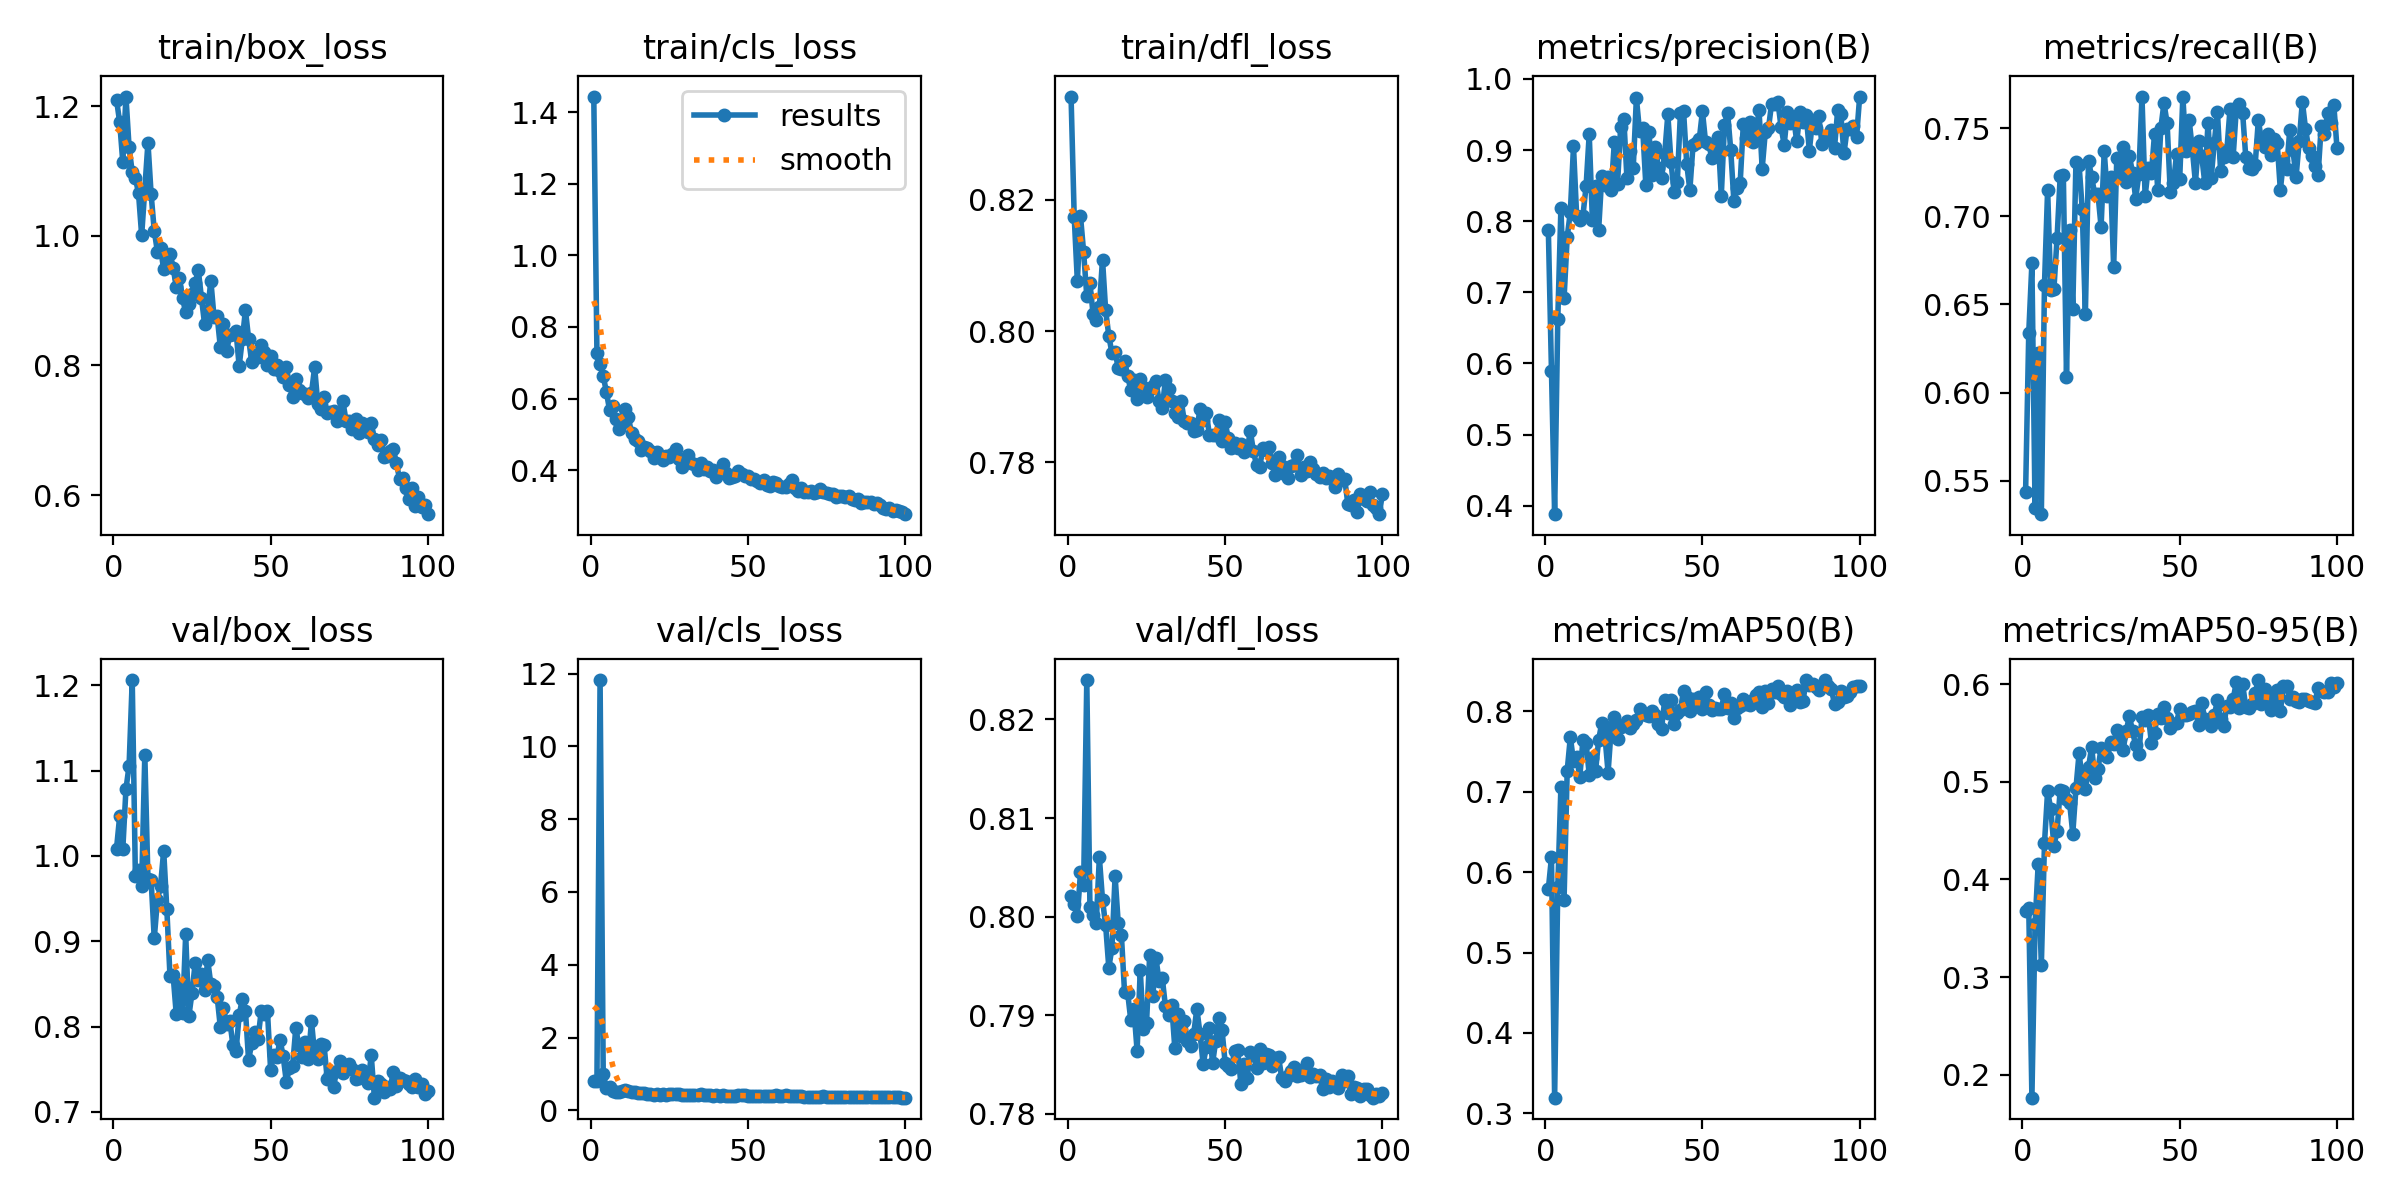 train/box_loss
1.2
1.0
0.8
0.6
0 50 100
train/cls_loss
results
smooth
1.4
1.2
1.0
0.8
0.6
0.4
0 50 100
train/dfl_loss
0.82
0.80
0.78
0 50 100
metrics/precision(B)
1.0
0.9
0.8
0.7
0.6
0.5
0.4
0 50 100
metrics/recall(B)
0.75
0.70
0.65
0.60
0.55
0 50 100
val/box_loss
1.2
1.1
1.0
0.9
0.8
0.7
0 50 100
val/cls_loss
12
10
8
6
4
2
0
0 50 100
val/dfl_loss
0.82
0.81
0.80
0.79
0.78
0 50 100
metrics/mAP50(B)
0.8
0.7
0.6
0.5
0.4
0.3
0 50 100
metrics/mAP50-95(B)
0.6
0.5
0.4
0.3
0.2
0 50 100